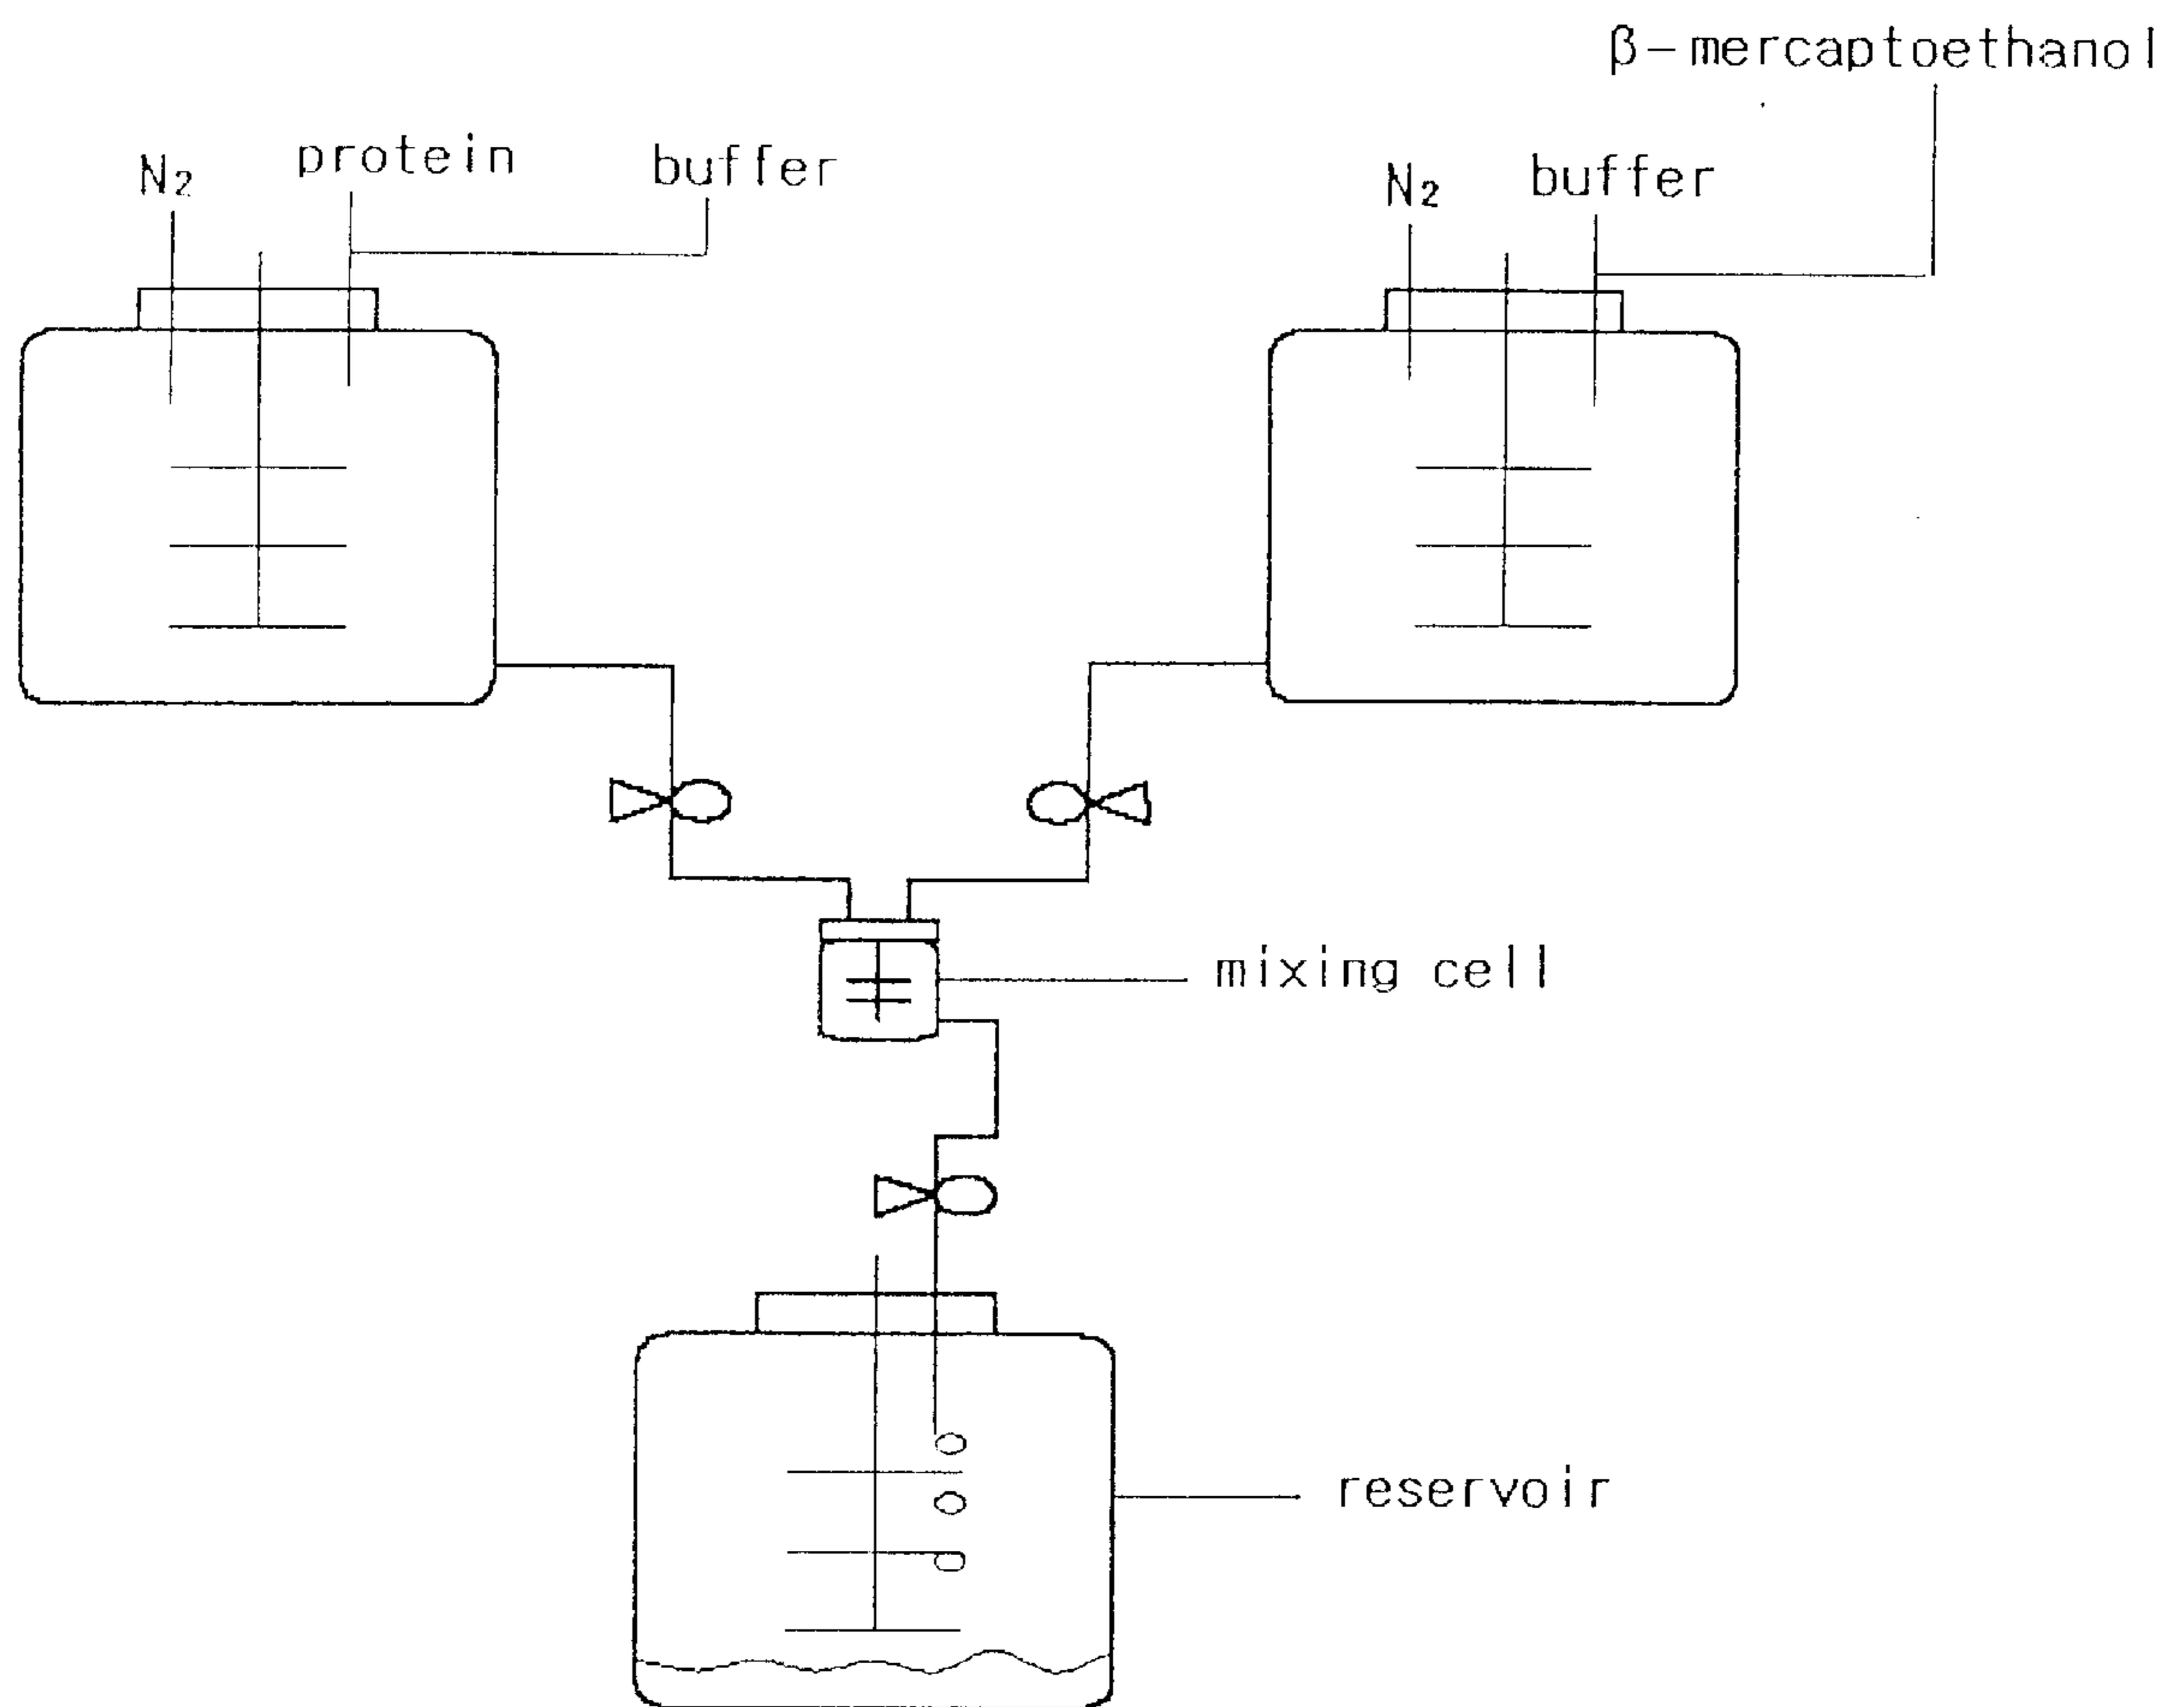 β-mercaptoethanol
N₂
protein
buffer
N₂
buffer
mixing cell
reservoir